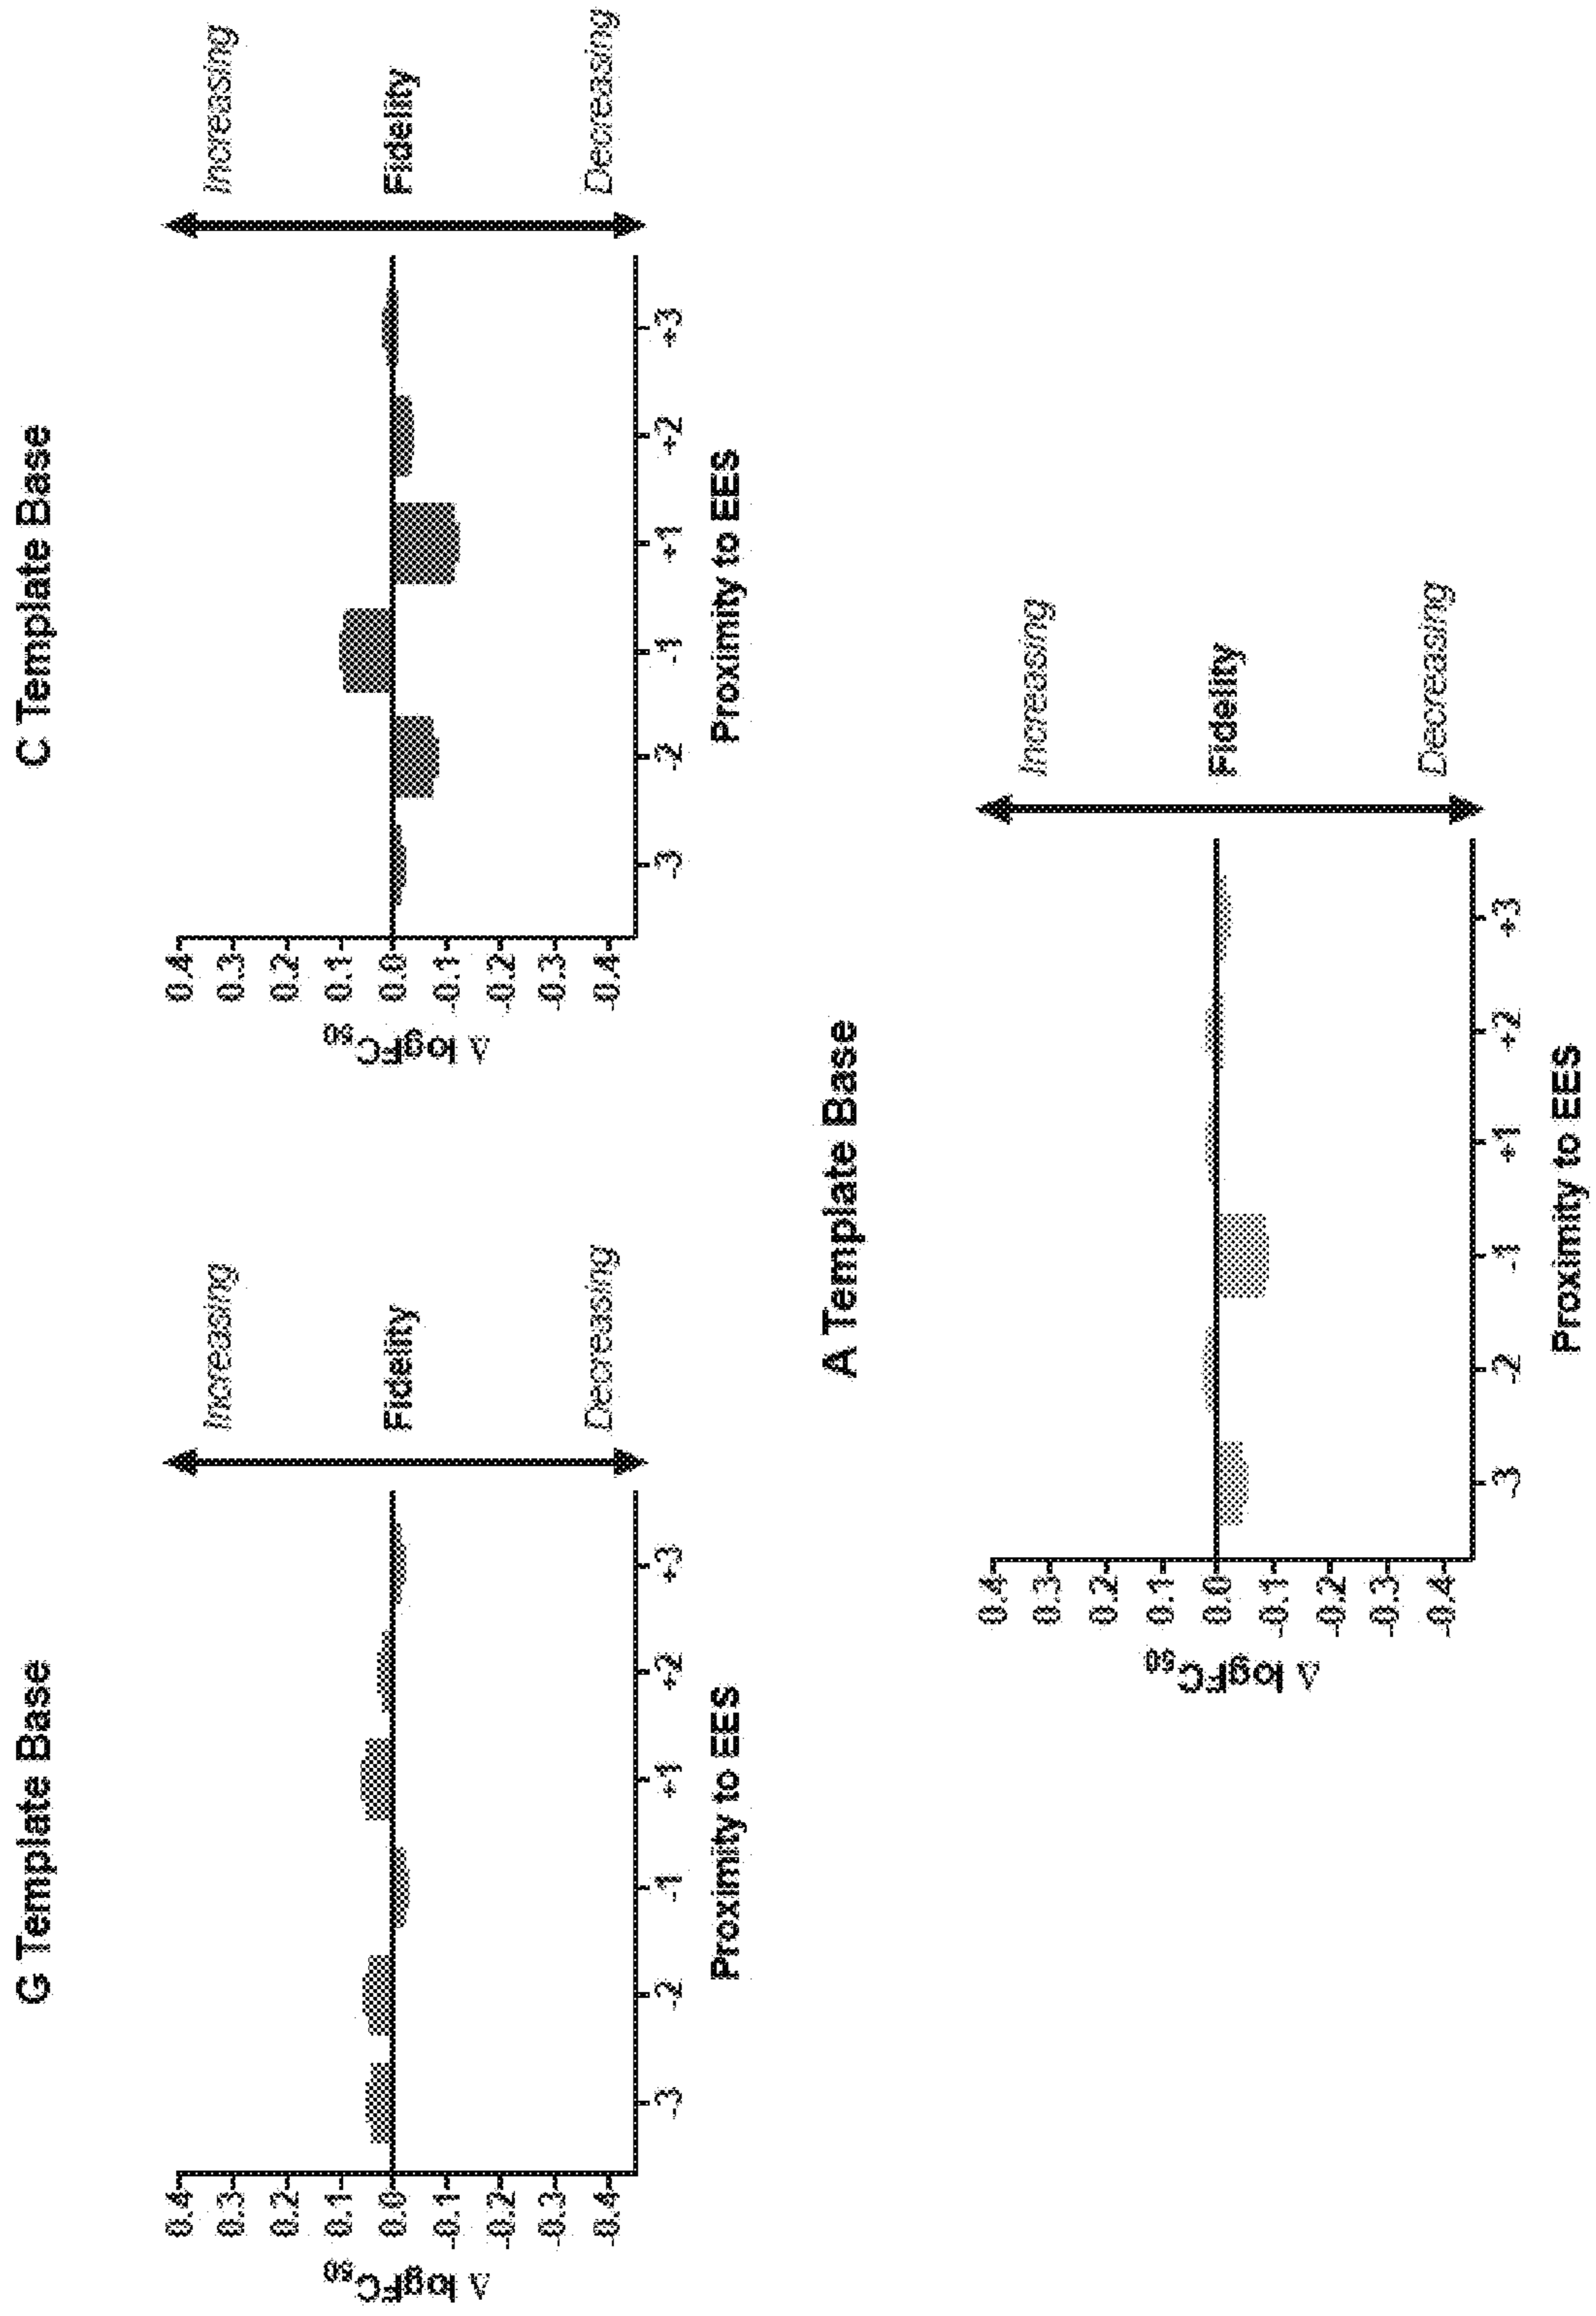 G Template Base
Δ logFC50
0.4
0.3
0.2
0.1
0.0
-0.1
-0.2
-0.3
-0.4
-3 -2 -1 +1 +2 +3
Proximity to EES
Increasing
Fidelity
Decreasing
C Template Base
Δ logFC50
0.4
0.3
0.2
0.1
0.0
-0.1
-0.2
-0.3
-0.4
-3 -2 -1 +1 +2 +3
Proximity to EES
Increasing
Fidelity
Decreasing
A Template Base
Δ logFC50
0.4
0.3
0.2
0.1
0.0
-0.1
-0.2
-0.3
-0.4
-3 -2 -1 +1 +2 +3
Proximity to EES
Increasing
Fidelity
Decreasing